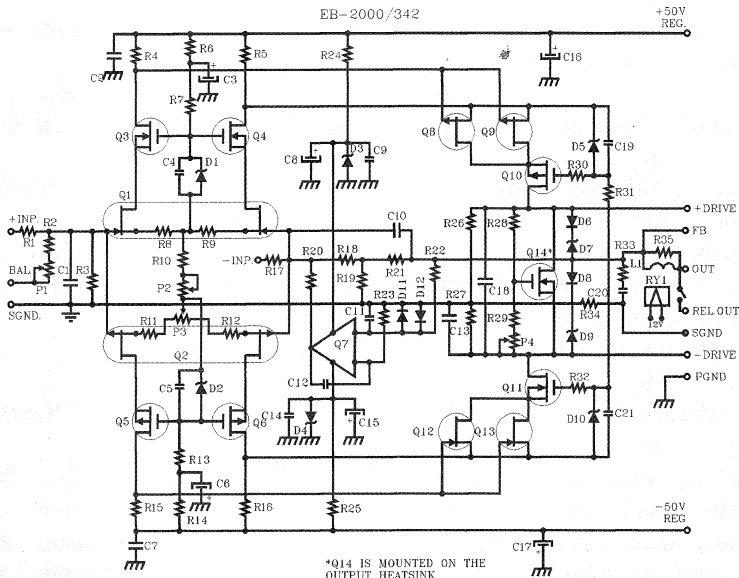 EB-2000/342
+50V
REG.
R4
R6
R5
R24
C2
C3
C16
R7
Q3
Q4
Q8
Q9
D5
C19
C4
D1
C8
D3
C9
Q10
R30
R31
Q1
+INP.
R2
R1
R8
R9
C10
R26
R28
D6
+DRIVE
FB
R10
-INP.
R20
R18
R22
Q14*
D7
R33
R35
R17
R21
L1
OUT
BAL
P1
C1
R3
P2
R19
C18
D8
RY1
SGND.
R23
D11
D12
R27
C20
R34
REL OUT
12V
R11
P3
R12
C11
Q7
C13
R29
P4
D9
SGND
Q2
-DRIVE
C12
Q11
R32
PGND
C5
D2
Q5
Q6
C14
D4
C15
Q12
Q13
D10
C21
R13
C6
R15
R14
R16
R25
-50V
REG
C7
C17
*Q14 IS MOUNTED ON THE
OUTPUT HEATSINK